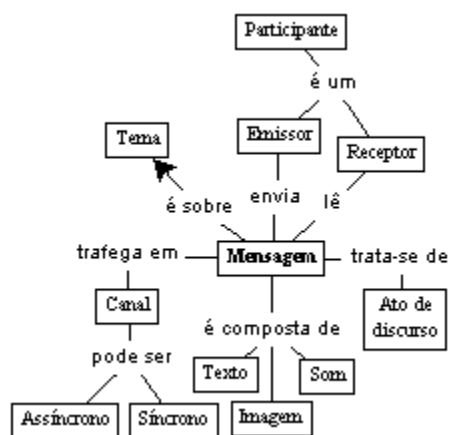 Participante
é um
Tema
Emissor
Receptor
é sobre
envia
lê
trafega em
Mensagem
trata-se de
Canal
Ato de
discurso
é composta de
pode ser
Texto
Som
Assíncrono
Síncrono
Imagem